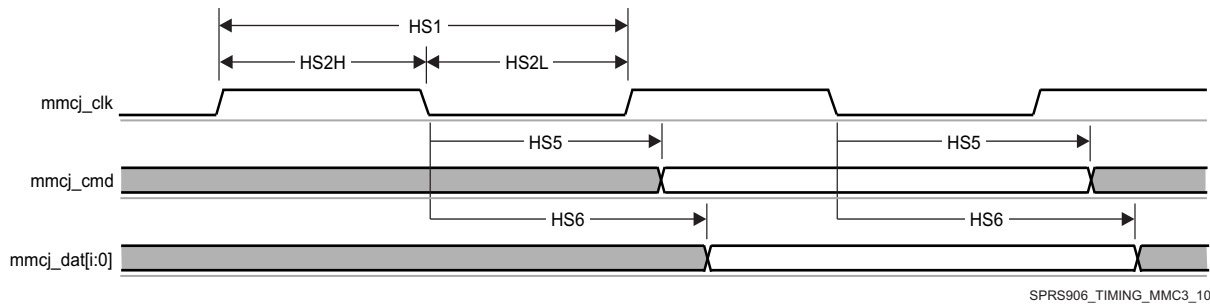 HS1
HS2H HS2L
mmcj_clk
HS5 HS5
mmcj_cmd
HS6 HS6
mmcj_dat[i:0]
SPRS906_TIMING_MMC3_10